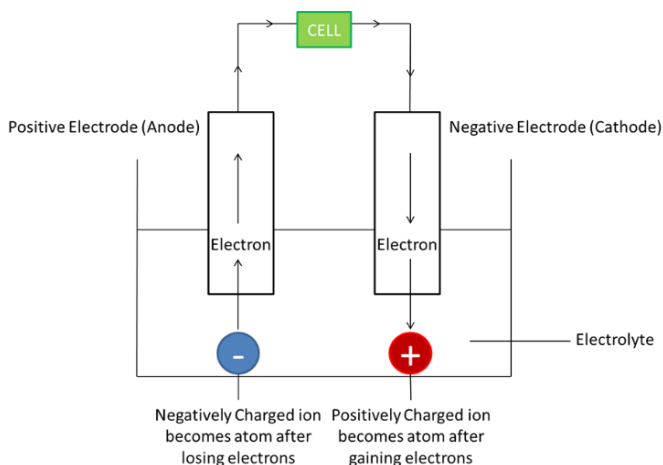 CELL
Positive Electrode (Anode)
Negative Electrode (Cathode)
Electron
Electron
-
+
Electrolyte
Negatively Charged ion
becomes atom after
losing electrons
Positively Charged ion
becomes atom after
gaining electrons